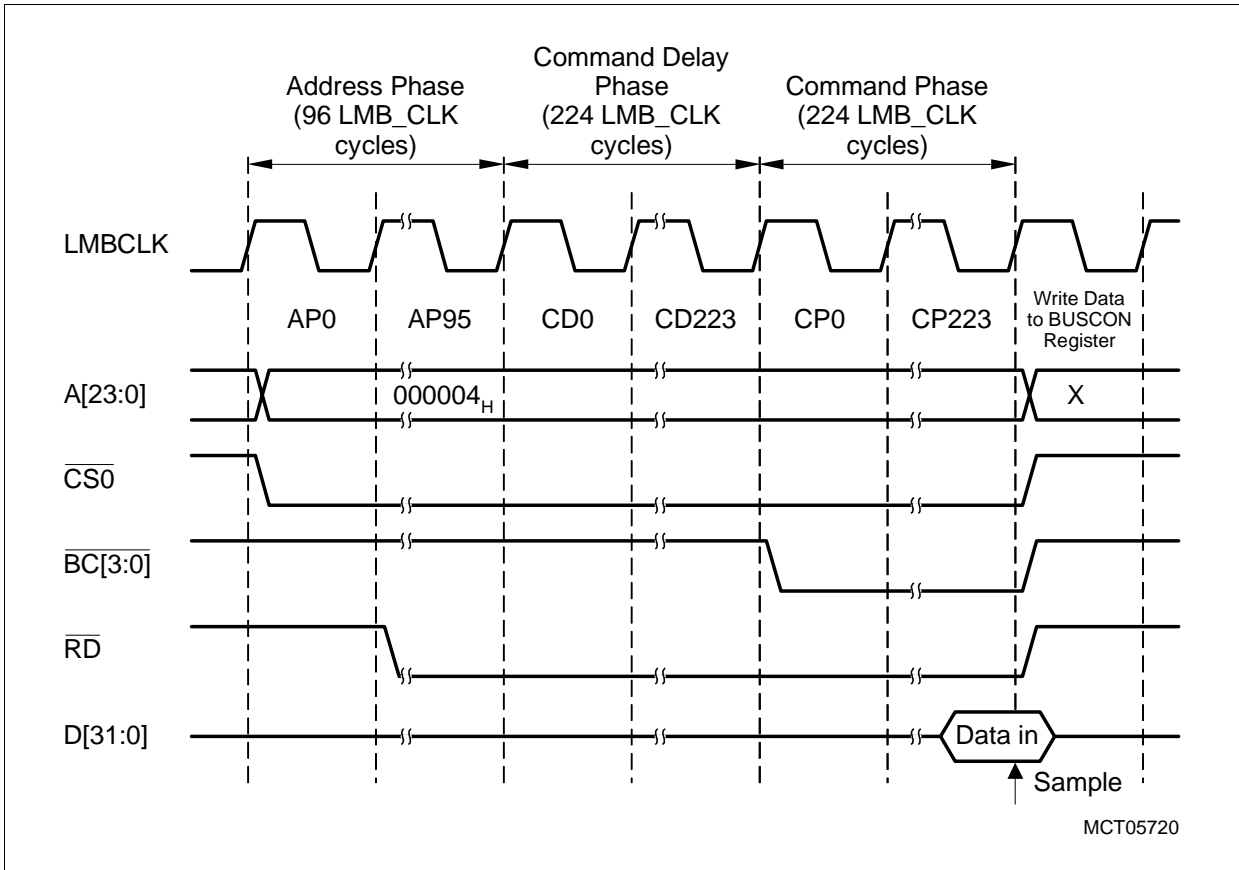 Address Phase
(96 LMB_CLK
cycles)
Command Delay
Phase
(224 LMB_CLK
cycles)
Command Phase
(224 LMB_CLK
cycles)
LMBCLK
AP0 AP95 CD0 CD223 CP0 CP223
Write Data
to BUSCON
Register
A[23:0] 000004H X
CS0
BC[3:0]
RD
D[31:0] Data in
Sample
MCT05720